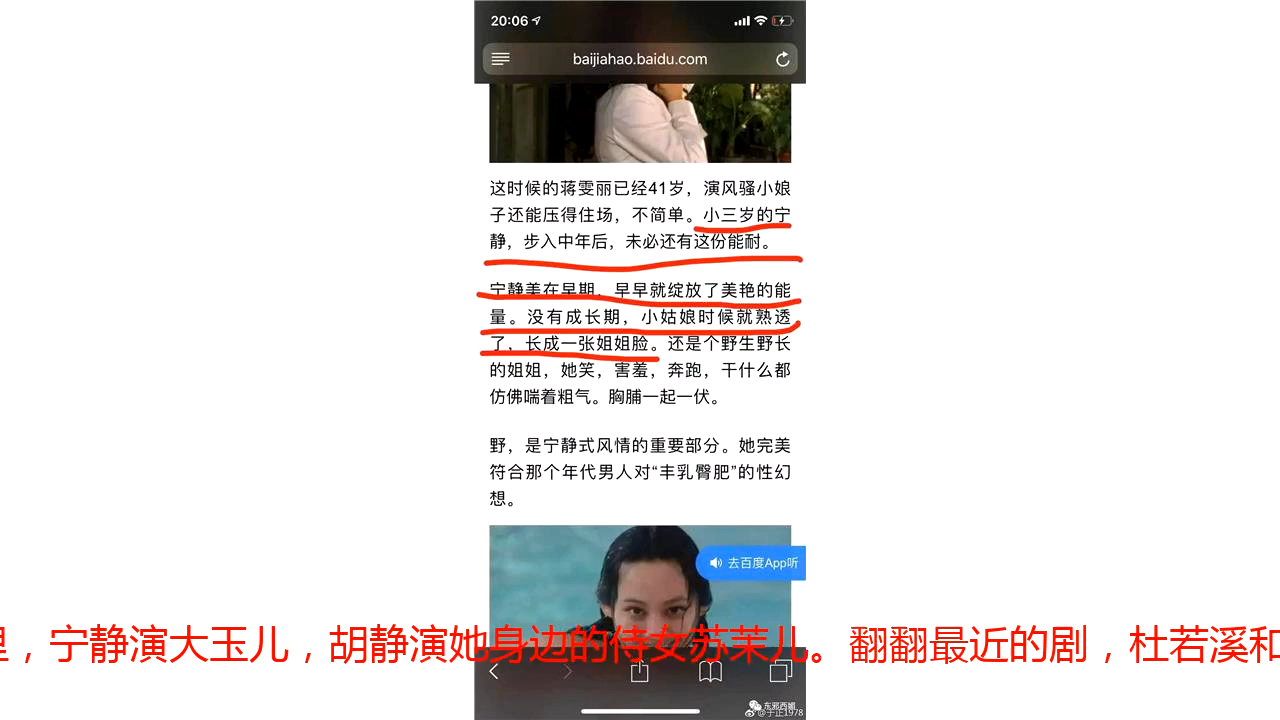 20:06
baijiahao.baidu.com
这时候的蒋雯丽已经41岁，演风骚小娘
子还能压得住场，不简单。小三岁的宁
静，步入中年后，未必还有这份能耐。
宁静美在早期，早早就绽放了美艳的能
量。没有成长期，小姑娘时候就熟透
了，长成一张姐姐脸。还是个野生野长
的姐姐，她笑，害羞，奔跑，干什么都
仿佛喘着粗气。胸脯一起一伏。
野，是宁静式风情的重要部分。她完美
符合那个年代男人对“丰乳臀肥”的性幻
想。
去百度App听
里，宁静演大玉儿，胡静演她身边的侍女苏茉儿。翻翻最近的剧，杜若溪和
东邪西媚
@于正1978